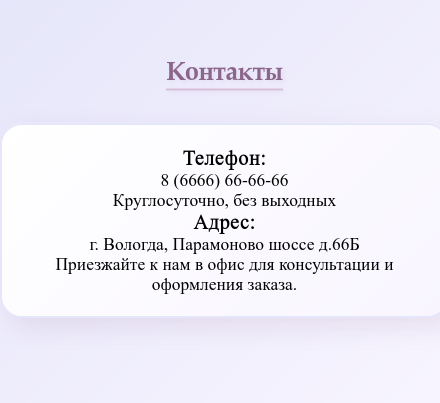 Контакты
Телефон:
8 (6666) 66-66-66
Круглосуточно, без выходных
Адрес:
г. Вологда, Парамоново шоссе д.66Б
Приезжайте к нам в офис для консультации и
оформления заказа.